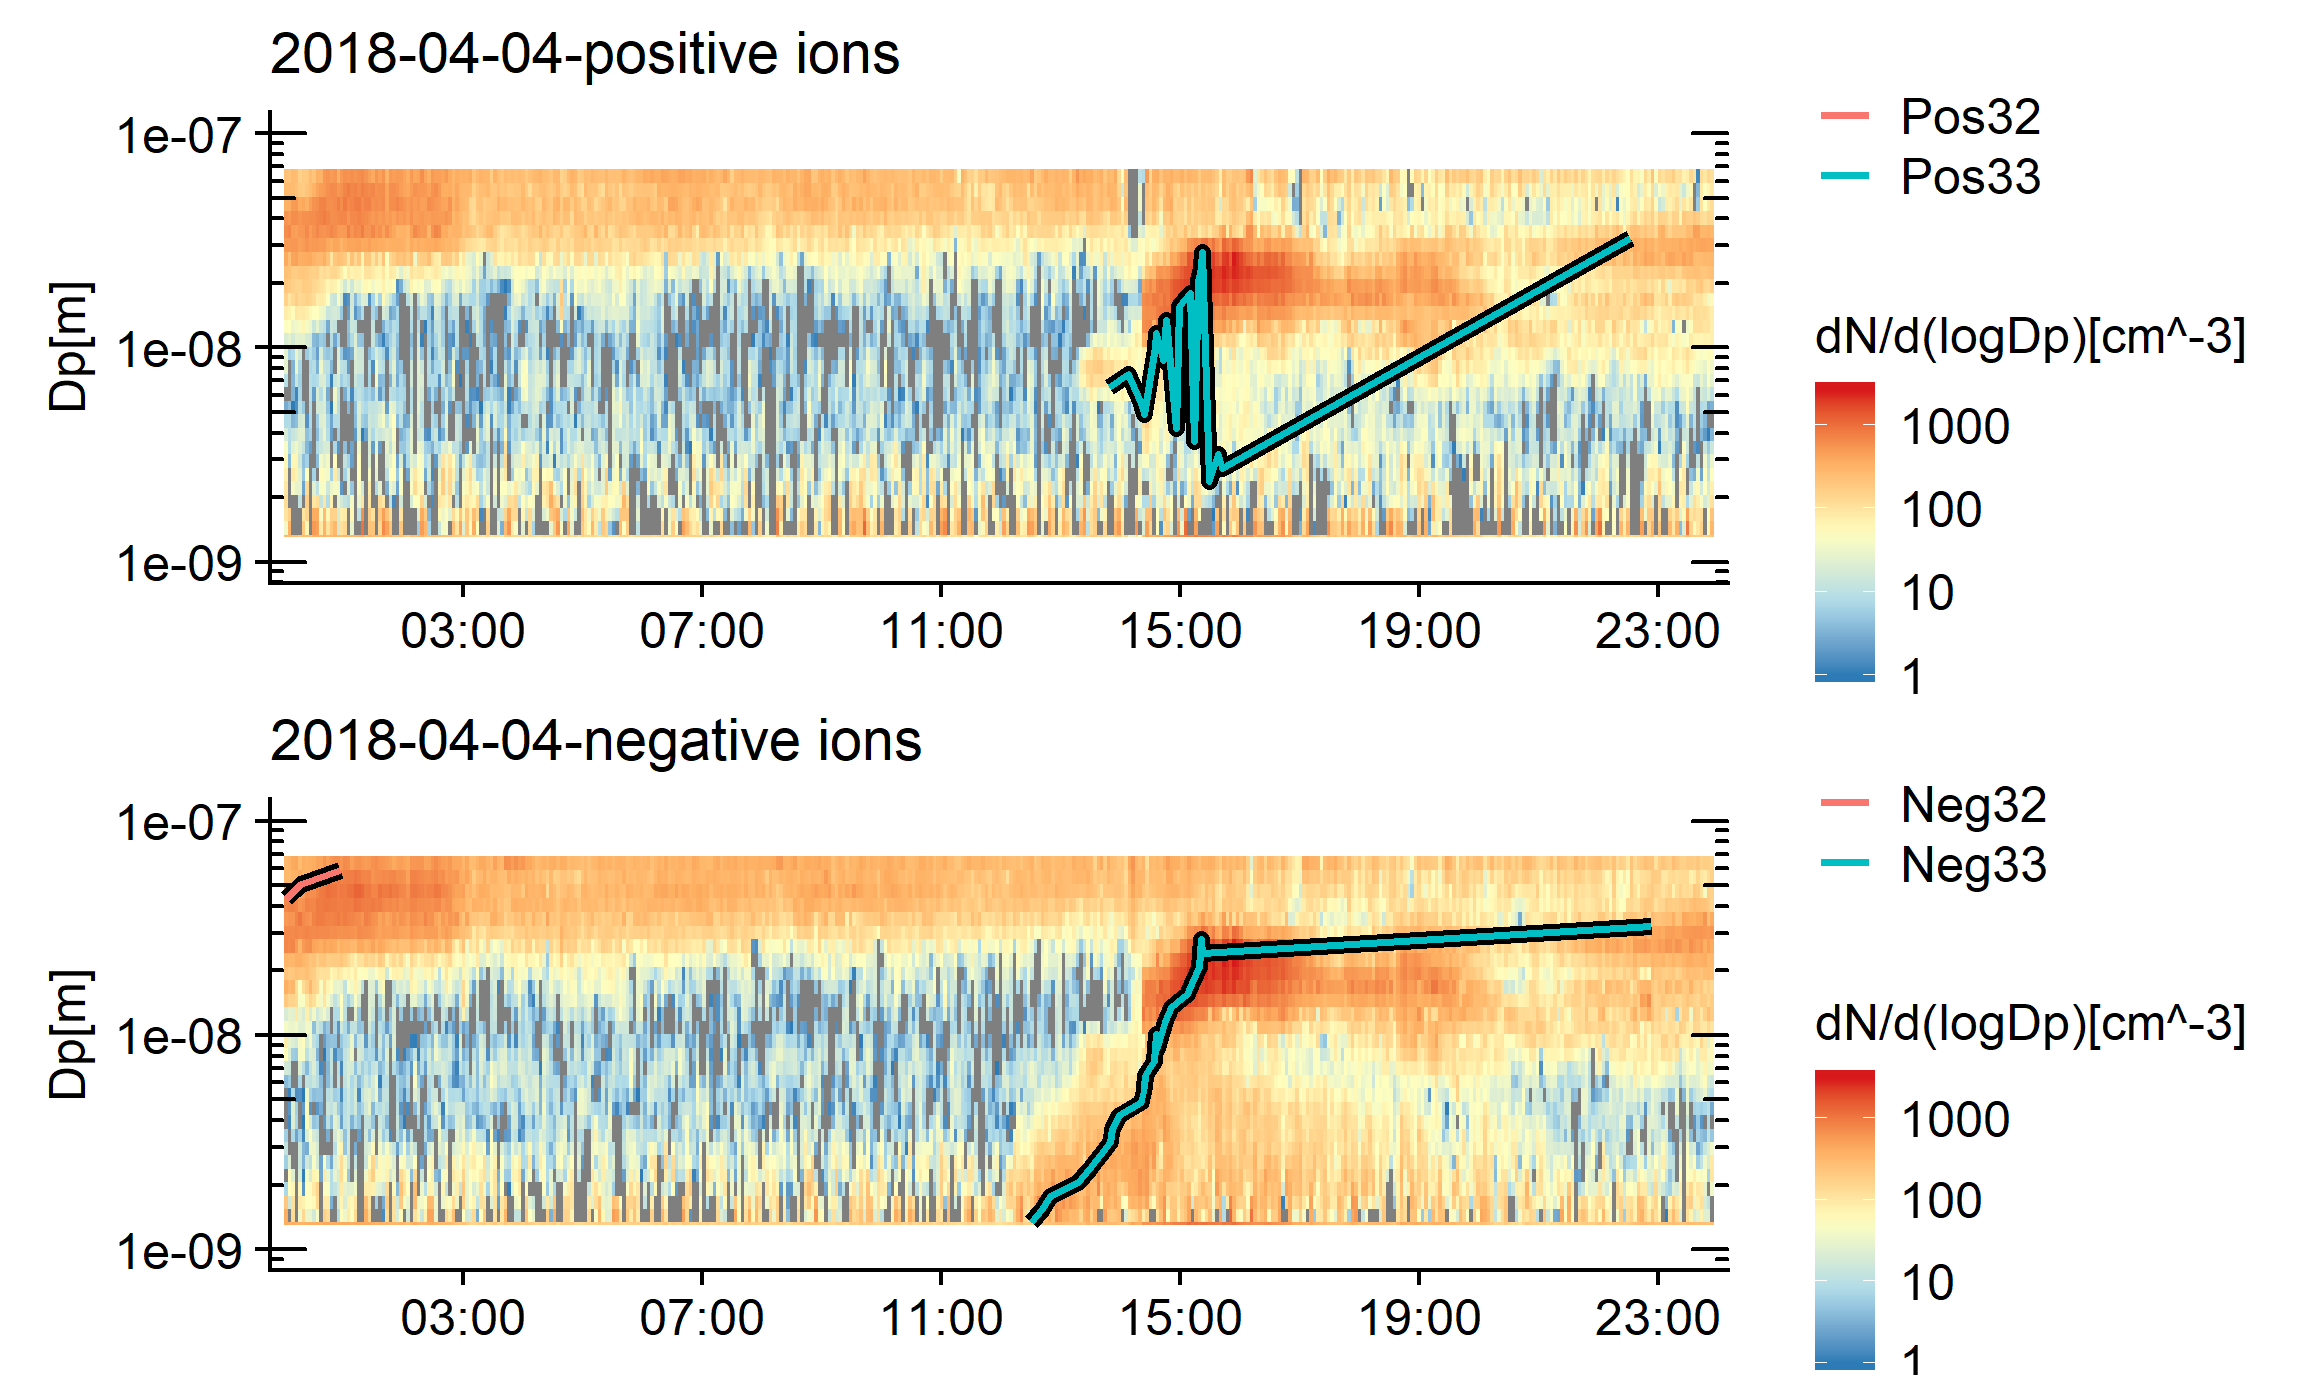 2018-04-04-positive ions
Dp[m]
1e-07
1e-08
1e-09
03:00 07:00 11:00 15:00 19:00 23:00
Pos32
Pos33
dN/d(logDp)[cm^-3]
1000
100
10
1
2018-04-04-negative ions
Dp[m]
1e-07
1e-08
1e-09
03:00 07:00 11:00 15:00 19:00 23:00
Neg32
Neg33
dN/d(logDp)[cm^-3]
1000
100
10
1